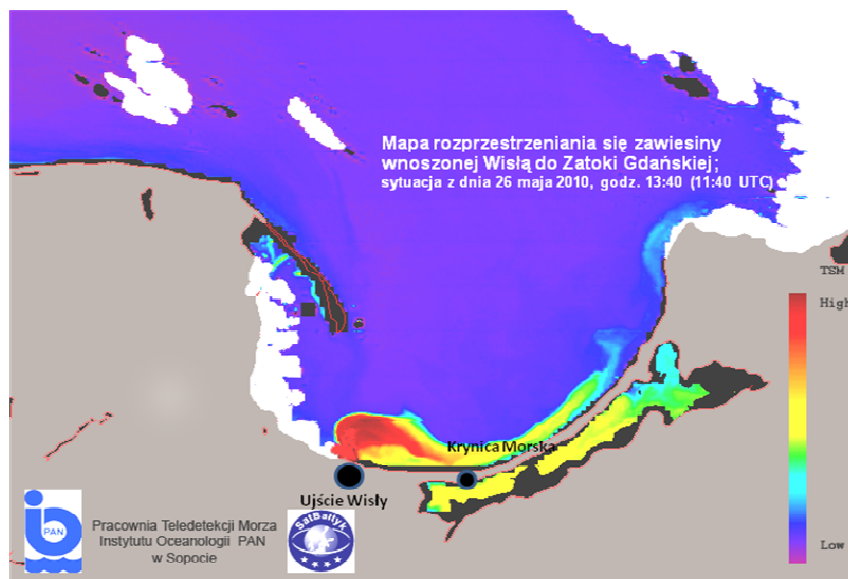 Mapa rozprzestrzeniania się zawiesiny
wnoszonej Wisłą do Zatoki Gdańskiej;
sytuacja z dnia 26 maja 2010, godz. 13:40 (11:40 UTC)
TSM
High
Krynica Morska
Ujście Wisły
Low
PAN
Pracownia Teledetekcji Morza
Instytutu Oceanologii PAN
w Sopocie
SatBałtyk